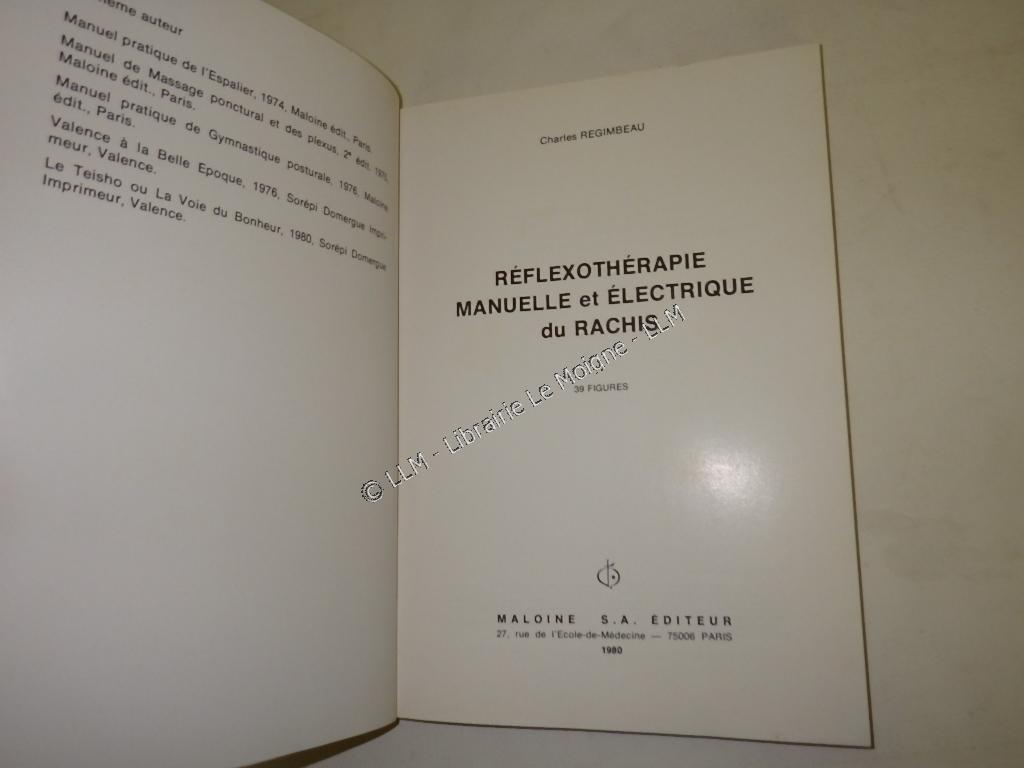 même auteur
Manuel pratique de l'Espalier, 1974, Maloine édit., Paris.
Manuel de Massage ponctural et des plexus, 2e édit. 1975,
Maloine édit., Paris.
Manuel pratique de Gymnastique posturale, 1976, Maloine
édit., Paris.
Valence à la Belle Epoque, 1976, Sorépi Domergue Impri-
meur, Valence.
Le Teisho ou La Voie du Bonheur, 1980, Sorépi Domergue
Imprimeur, Valence.
Charles REGIMBEAU
RÉFLEXOTHÉRAPIE
MANUELLE et ÉLECTRIQUE
du RACHIS
39 FIGURES
© LLM - Librairie Le Moigne - LLM
MALOINE S.A. ÉDITEUR
27, rue de l'Ecole-de-Médecine — 75006 PARIS
1980